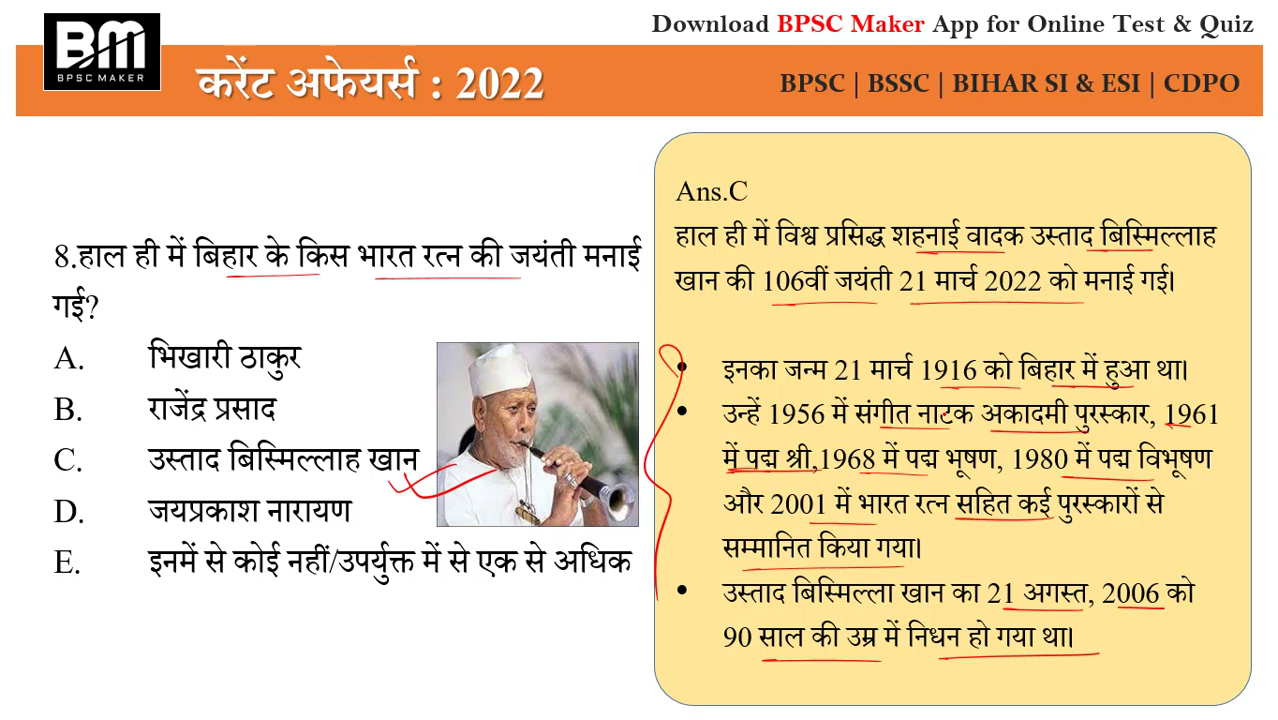 Download BPSC Maker App for Online Test & Quiz
BM
BPSC MAKER
करेंट अफेयर्स : 2022
BPSC | BSSC | BIHAR SI & ESI | CDPO
8.हाल ही में बिहार के किस भारत रत्न की जयंती मनाई
गई?
A. भिखारी ठाकुर
B. राजेंद्र प्रसाद
C. उस्ताद बिस्मिल्लाह खान
D. जयप्रकाश नारायण
E. इनमें से कोई नहीं/उपर्युक्त में से एक से अधिक
Ans.C
हाल ही में विश्व प्रसिद्ध शहनाई वादक उस्ताद बिस्मिल्लाह
खान की 106वीं जयंती 21 मार्च 2022 को मनाई गई।
• इनका जन्म 21 मार्च 1916 को बिहार में हुआ था।
• उन्हें 1956 में संगीत नाटक अकादमी पुरस्कार, 1961
में पद्म श्री,1968 में पद्म भूषण, 1980 में पद्म विभूषण
और 2001 में भारत रत्न सहित कई पुरस्कारों से
सम्मानित किया गया।
• उस्ताद बिस्मिल्ला खान का 21 अगस्त, 2006 को
90 साल की उम्र में निधन हो गया था।